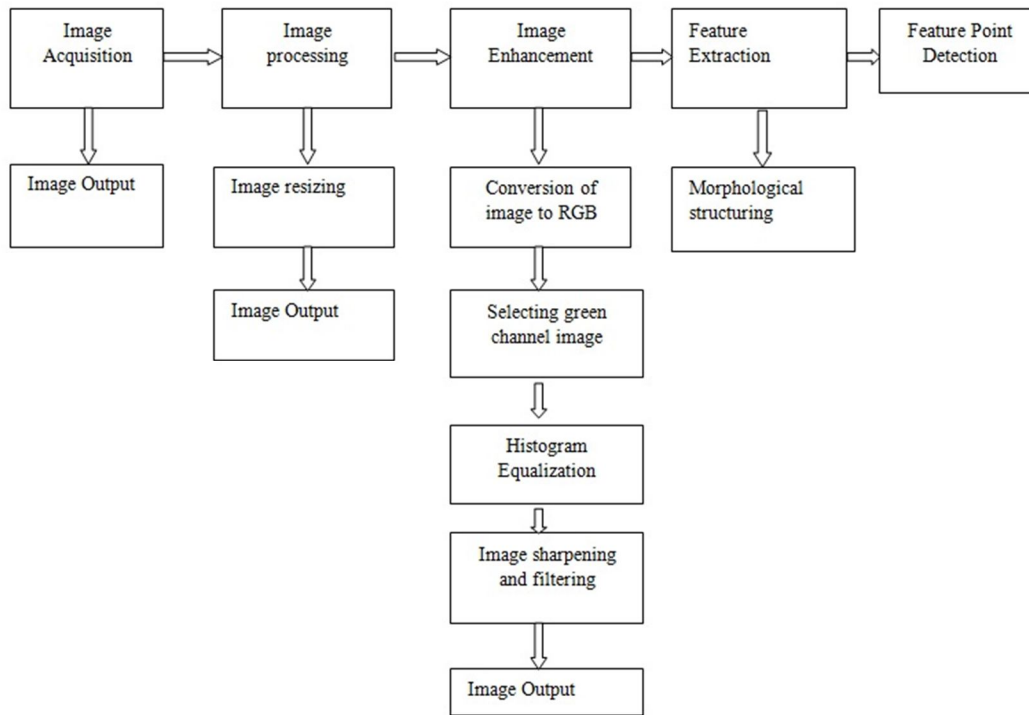 Image
Acquisition
Image
processing
Image
Enhancement
Feature
Extraction
Feature Point
Detection
Image Output
Image resizing
Conversion of
image to RGB
Morphological
structuring
Image Output
Selecting green
channel image
Histogram
Equalization
Image sharpening
and filtering
Image Output